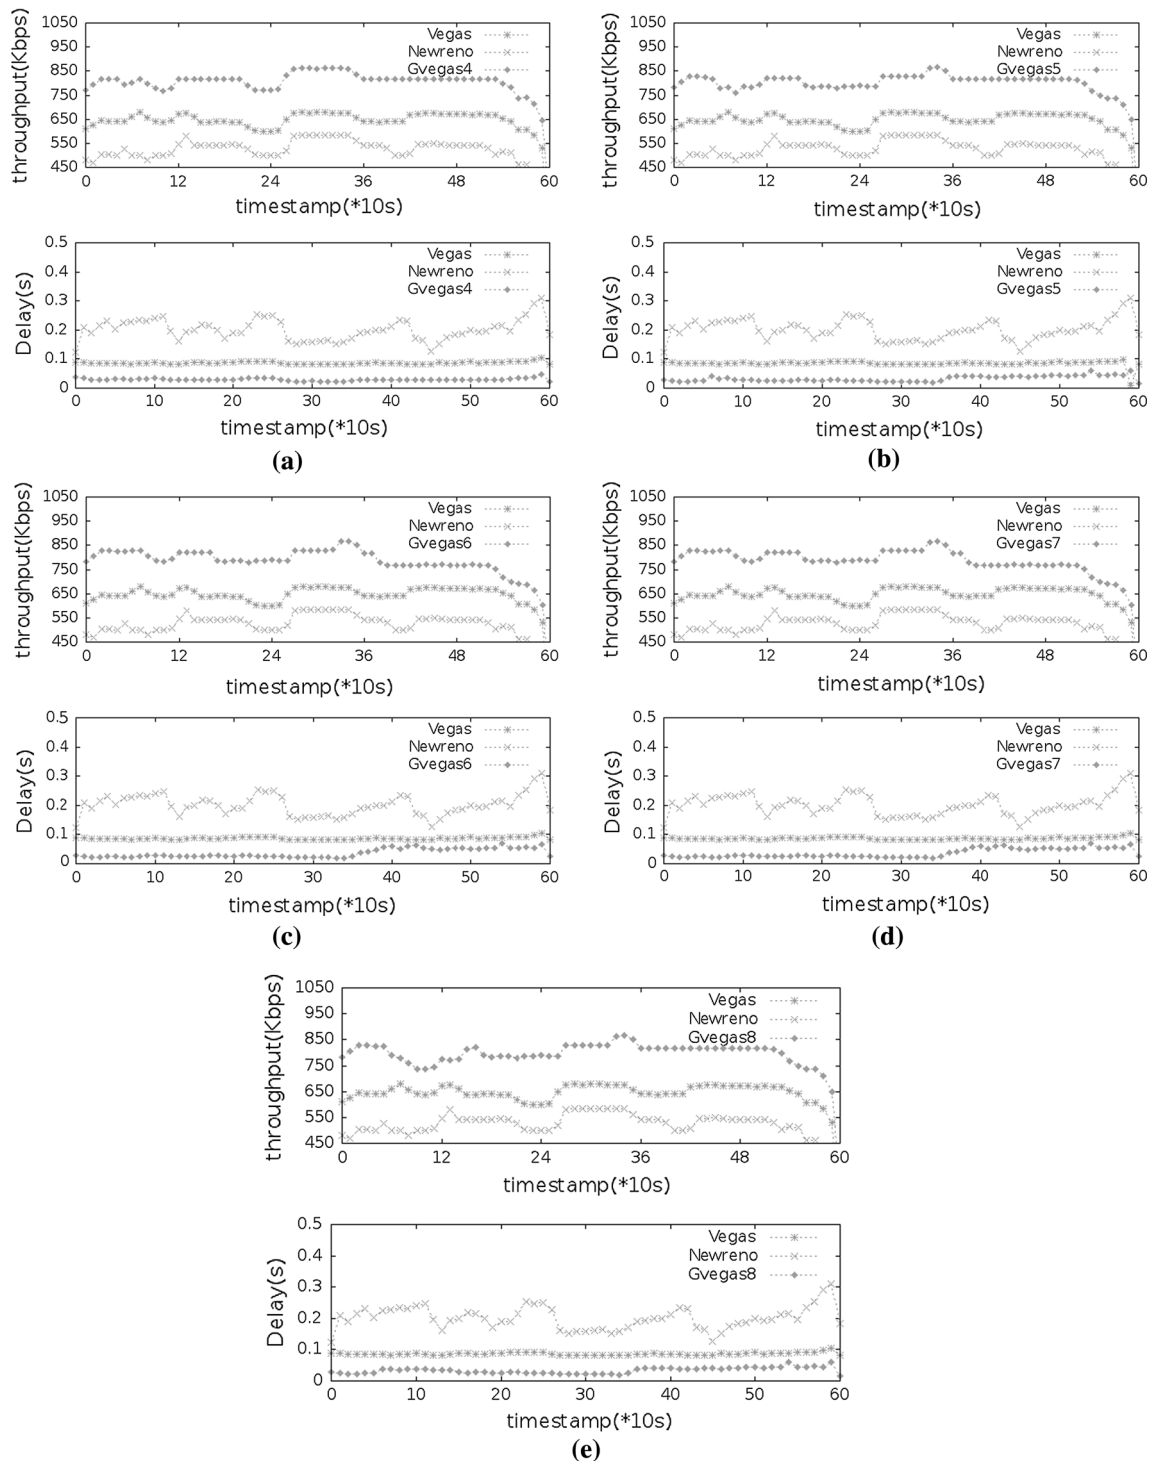 throughput(Kbps)
1050
950
850
750
650
550
450
Vegas
Newreno
Gvegas4
0 12 24 36 48 60
timestamp(*10s)
Delay(s)
0.5
0.4
0.3
0.2
0.1
0
Vegas
Newreno
Gvegas4
0 10 20 30 40 50 60
timestamp(*10s)
(a)
throughput(Kbps)
1050
950
850
750
650
550
450
Vegas
Newreno
Gvegas5
0 12 24 36 48 60
timestamp(*10s)
Delay(s)
0.5
0.4
0.3
0.2
0.1
0
Vegas
Newreno
Gvegas5
0 10 20 30 40 50 60
timestamp(*10s)
(b)
throughput(Kbps)
1050
950
850
750
650
550
450
Vegas
Newreno
Gvegas6
0 12 24 36 48 60
timestamp(*10s)
Delay(s)
0.5
0.4
0.3
0.2
0.1
0
Vegas
Newreno
Gvegas6
0 10 20 30 40 50 60
timestamp(*10s)
(c)
throughput(Kbps)
1050
950
850
750
650
550
450
Vegas
Newreno
Gvegas7
0 12 24 36 48 60
timestamp(*10s)
Delay(s)
0.5
0.4
0.3
0.2
0.1
0
Vegas
Newreno
Gvegas7
0 10 20 30 40 50 60
timestamp(*10s)
(d)
throughput(Kbps)
1050
950
850
750
650
550
450
Vegas
Newreno
Gvegas8
0 12 24 36 48 60
timestamp(*10s)
Delay(s)
0.5
0.4
0.3
0.2
0.1
0
Vegas
Newreno
Gvegas8
0 10 20 30 40 50 60
timestamp(*10s)
(e)